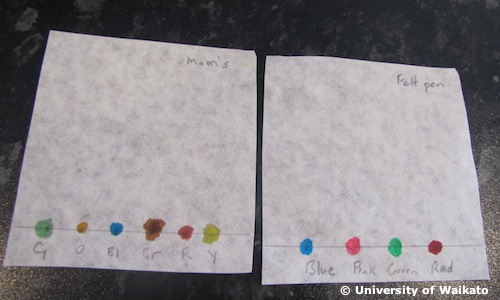 m+m's
G O Bl Br R Y
Felt pen
Blue Pink Green Red
© University of Waikato